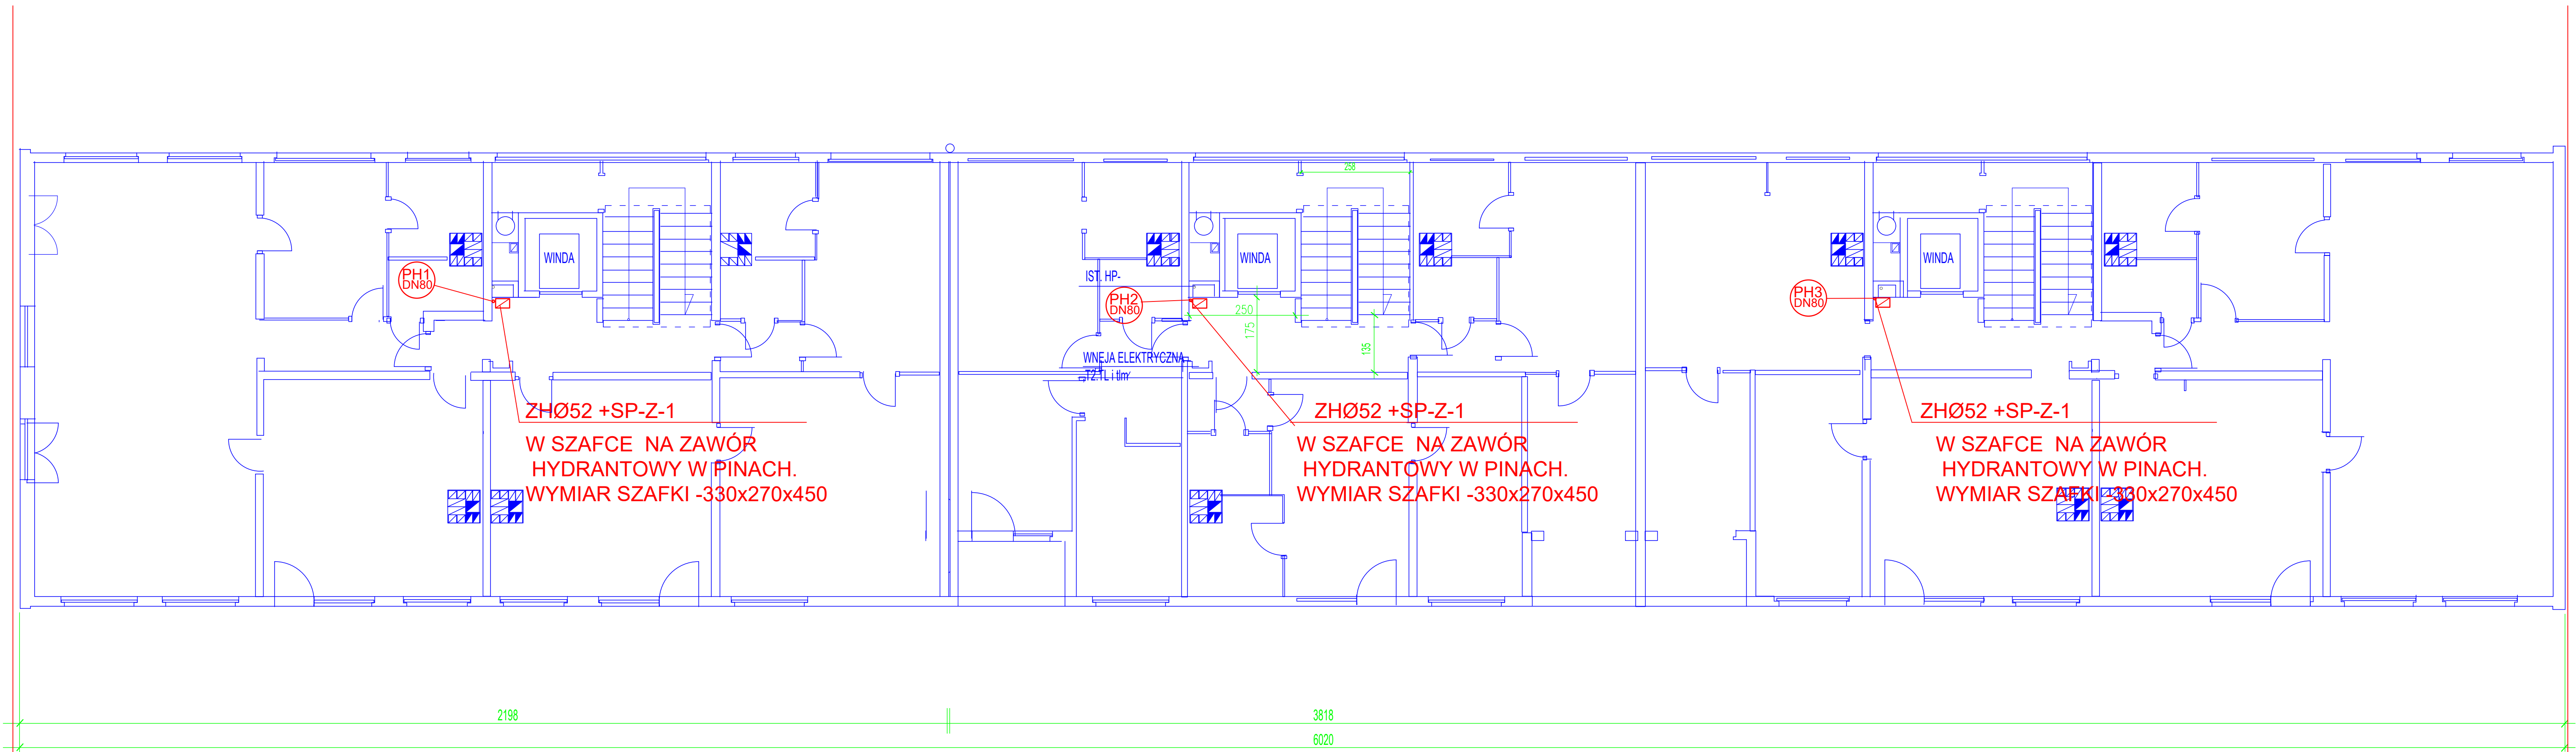 258
WINDA
WINDA
WINDA
PH1
DN80
IST. HP-
PH2
DN80
PH3
DN80
250
175
135
WNEJA ELEKTRYCZNA
ZHØ52 +SP-Z-1
W SZAFCE NA ZAWÓR
HYDRANTOWY W PINACH.
WYMIAR SZAFKI -330x270x450
ZHØ52 +SP-Z-1
W SZAFCE NA ZAWÓR
HYDRANTOWY W PINACH.
WYMIAR SZAFKI -330x270x450
ZHØ52 +SP-Z-1
W SZAFCE NA ZAWÓR
HYDRANTOWY W PINACH.
WYMIAR SZAFKI -330x270x450
2198
3818
6020